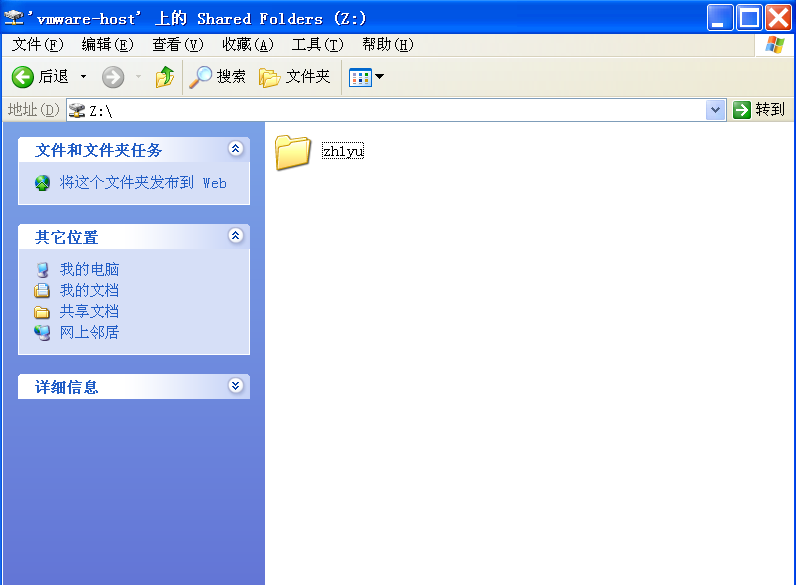 'vmware-host' 上的 Shared Folders (Z:)
文件(F) 编辑(E) 查看(V) 收藏(A) 工具(T) 帮助(H)
后退 搜索 文件夹
地址(D) Z:\ 转到
文件和文件夹任务
将这个文件夹发布到 Web
其它位置
我的电脑
我的文档
共享文档
网上邻居
详细信息
zhlyu